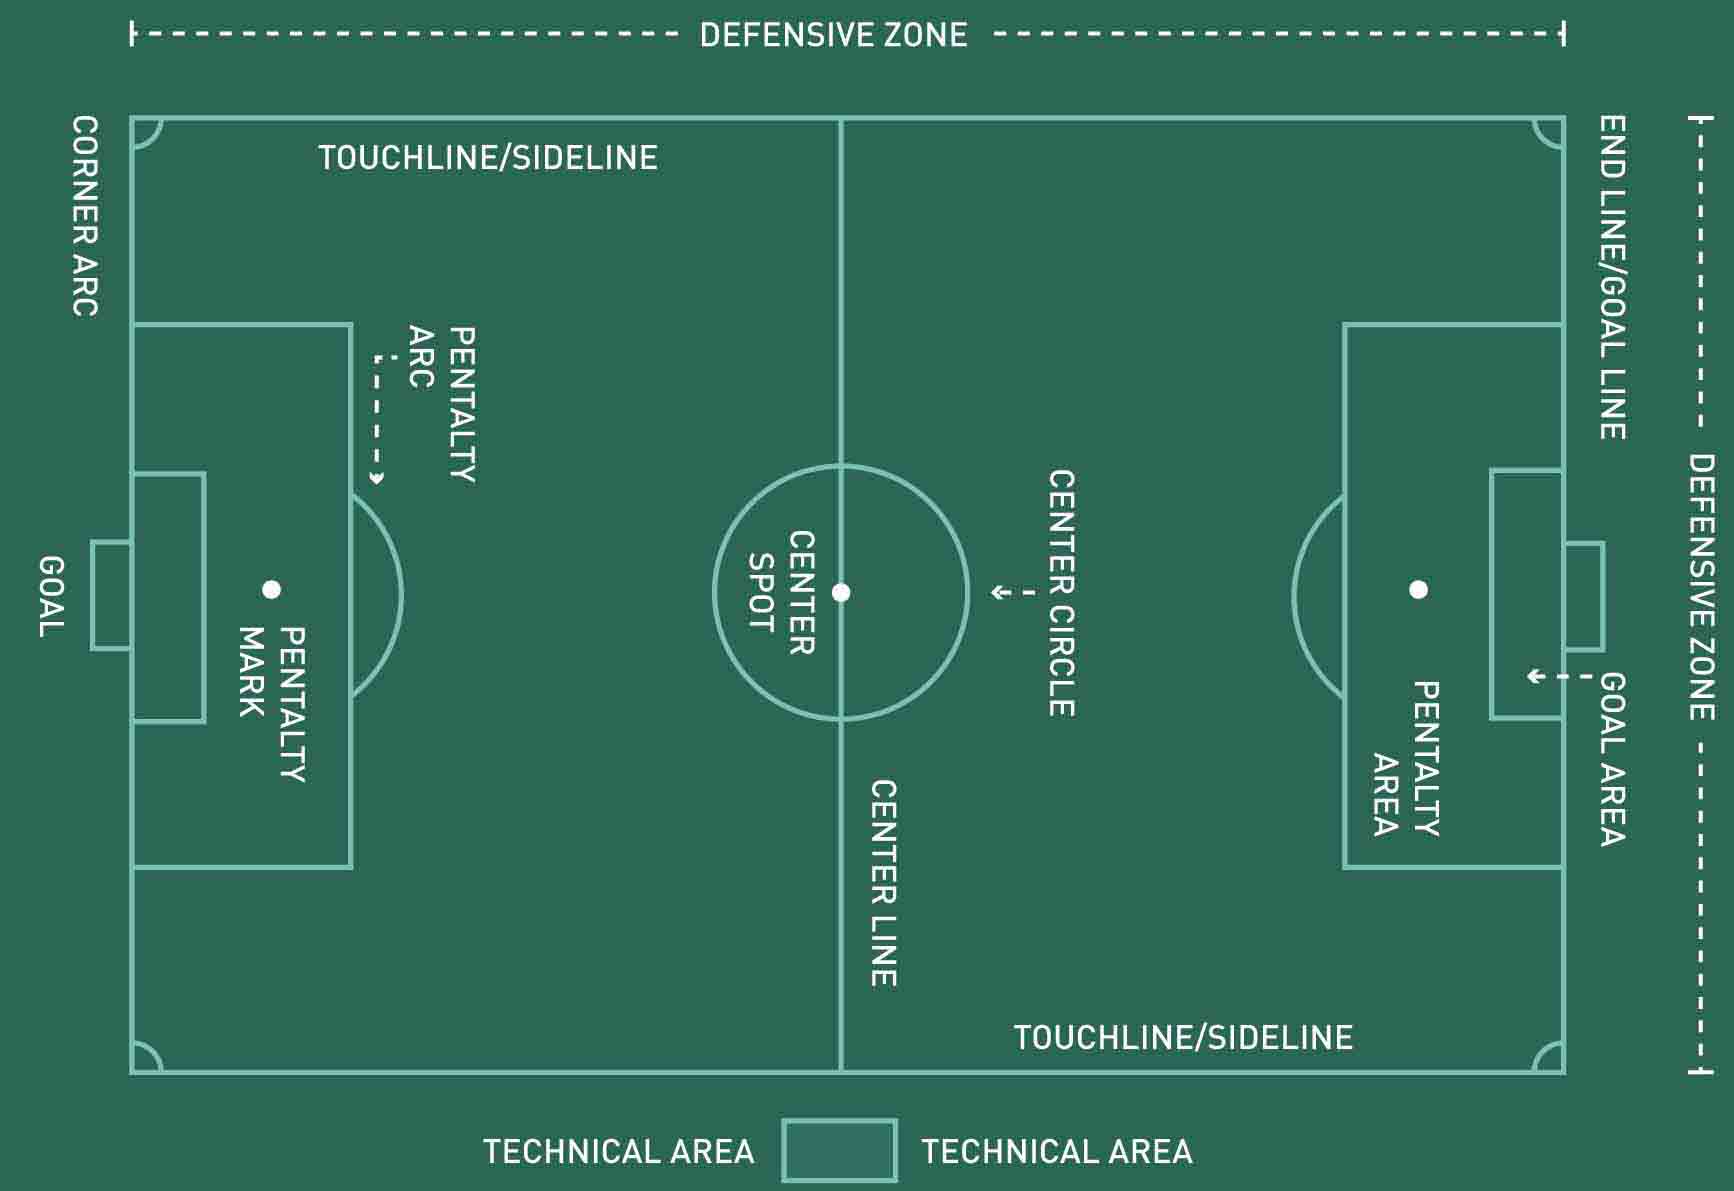 DEFENSIVE ZONE
CORNER ARC
TOUCHLINE/SIDELINE
END LINE/GOAL LINE
PENTALTY
ARC
DEFENSIVE ZONE
CENTER CIRCLE
CENTER
SPOT
GOAL
PENTALTY
MARK
PENTALTY
AREA
GOAL AREA
CENTER LINE
TOUCHLINE/SIDELINE
TECHNICAL AREA
TECHNICAL AREA